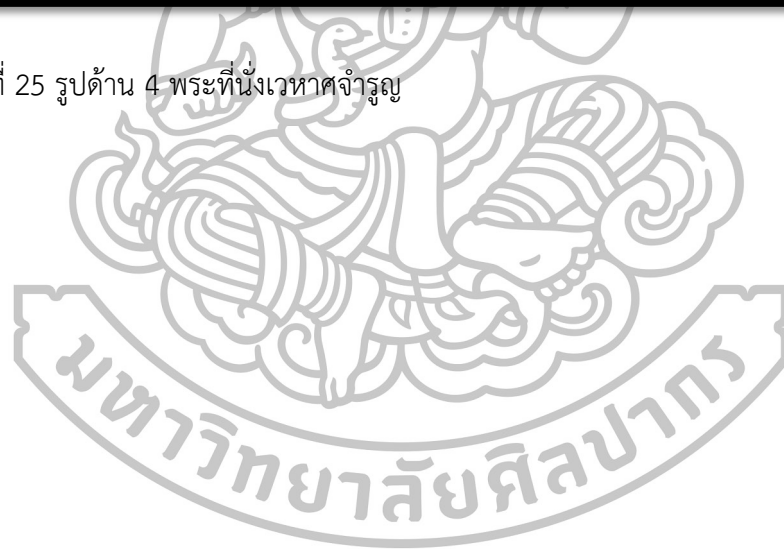 ที่ 25 รูปด้าน 4 พระที่นั่งเวหาศจำรูญ
มหาวิทยาลัยศิลปากร